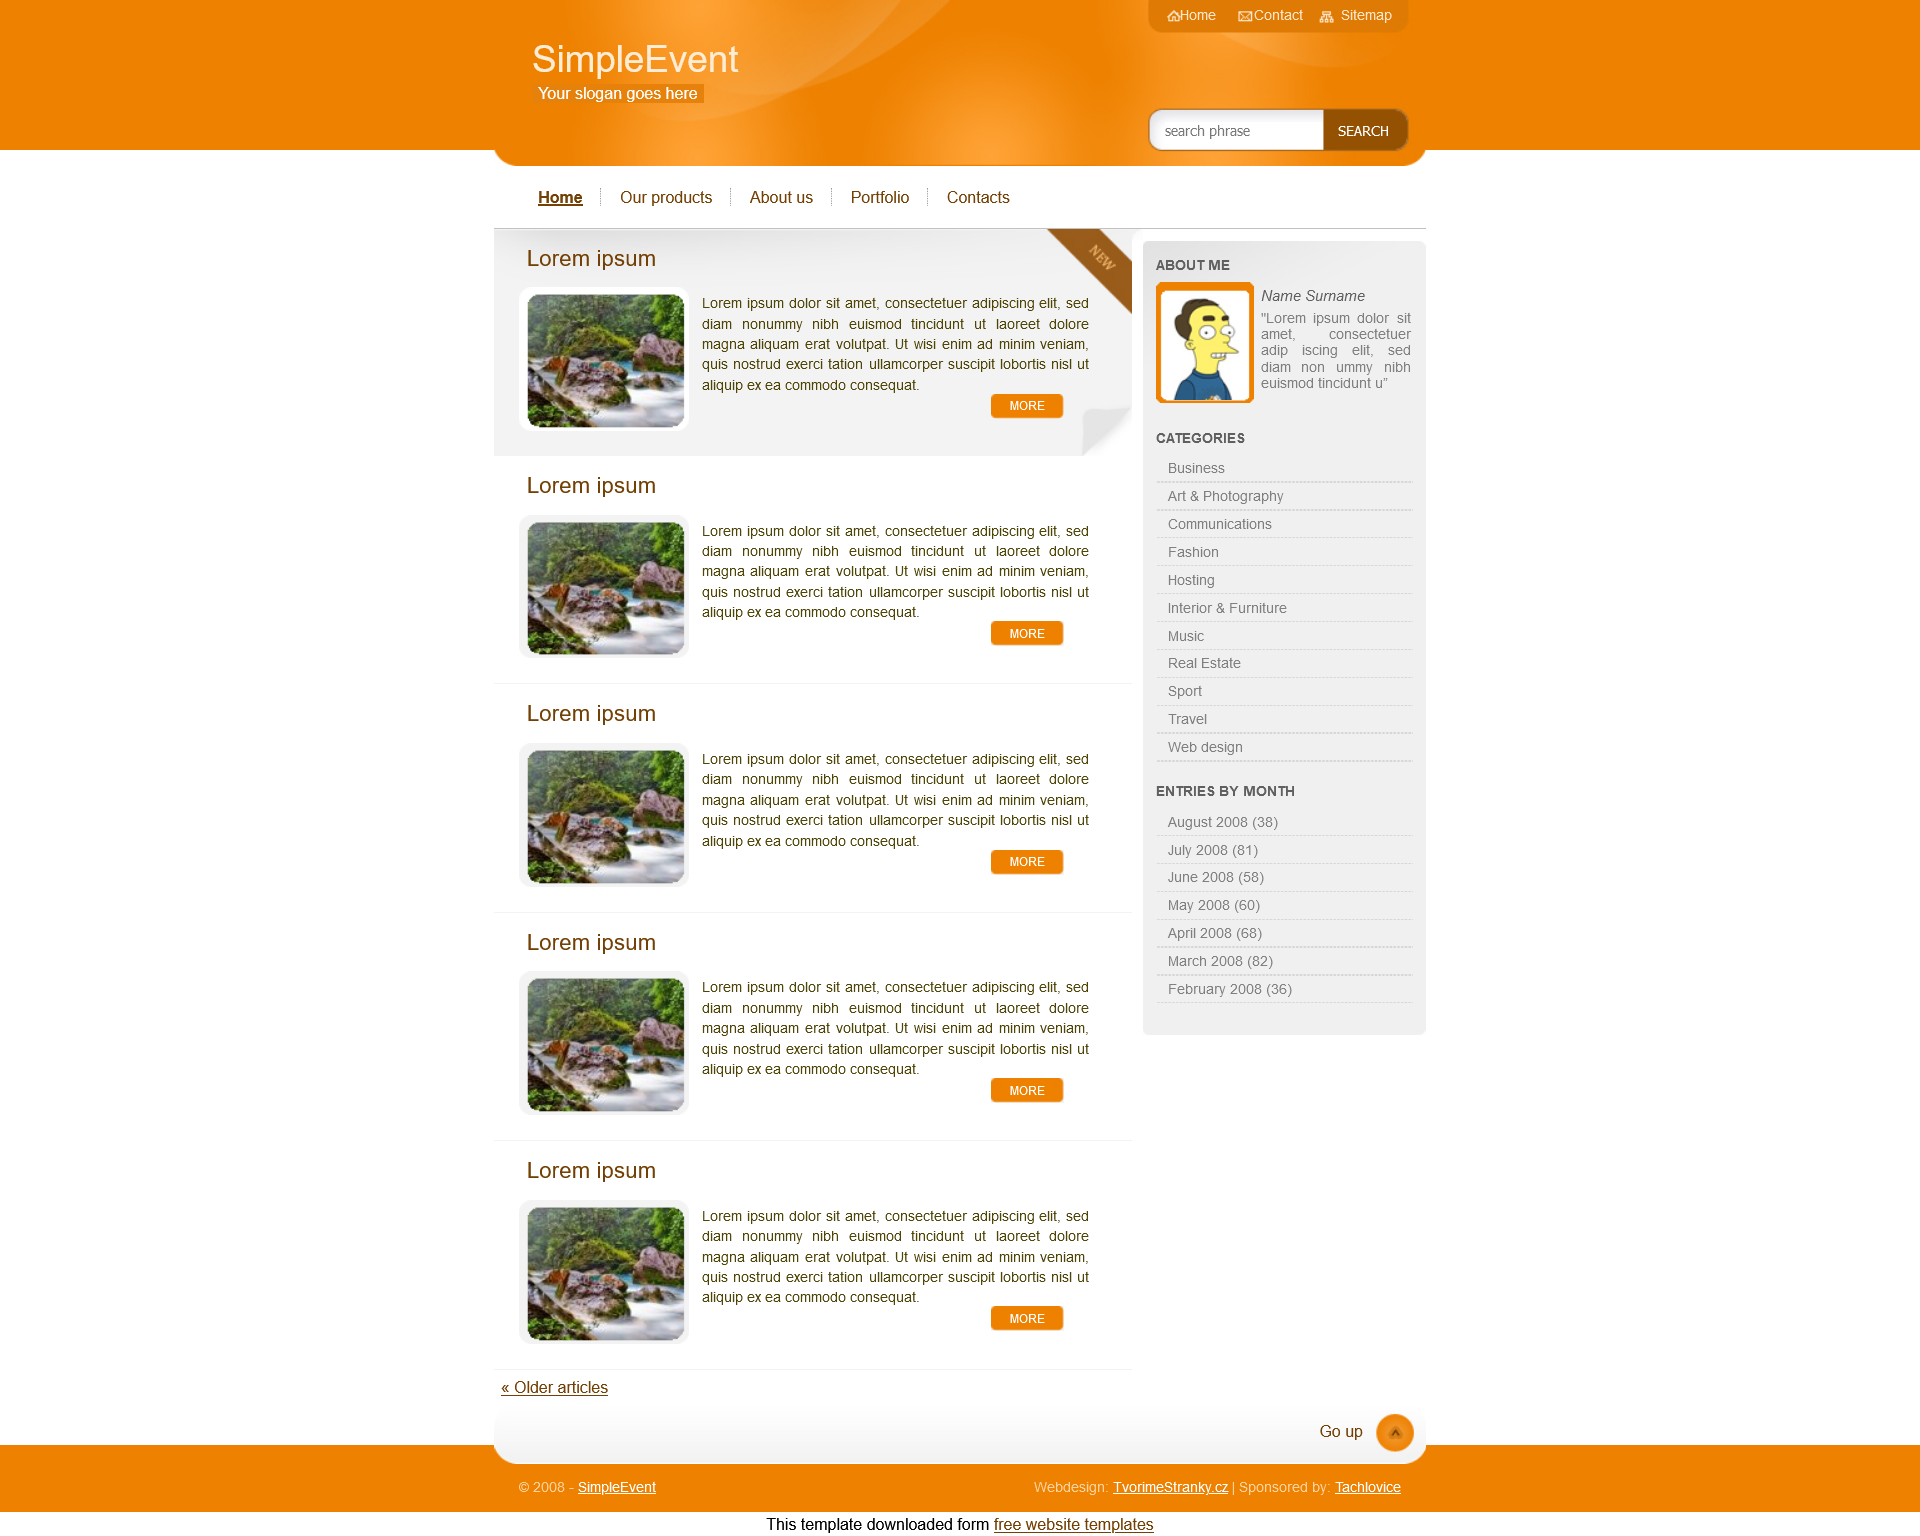 Home Contact Sitemap
SimpleEvent
Your slogan goes here
search phrase SEARCH
Home Our products About us Portfolio Contacts
Lorem ipsum
NEW
Lorem ipsum dolor sit amet, consectetuer adipiscing elit, sed
diam nonummy nibh euismod tincidunt ut laoreet dolore
magna aliquam erat volutpat. Ut wisi enim ad minim veniam,
quis nostrud exerci tation ullamcorper suscipit lobortis nisl ut
aliquip ex ea commodo consequat.
MORE
Lorem ipsum
Lorem ipsum dolor sit amet, consectetuer adipiscing elit, sed
diam nonummy nibh euismod tincidunt ut laoreet dolore
magna aliquam erat volutpat. Ut wisi enim ad minim veniam,
quis nostrud exerci tation ullamcorper suscipit lobortis nisl ut
aliquip ex ea commodo consequat.
MORE
Lorem ipsum
Lorem ipsum dolor sit amet, consectetuer adipiscing elit, sed
diam nonummy nibh euismod tincidunt ut laoreet dolore
magna aliquam erat volutpat. Ut wisi enim ad minim veniam,
quis nostrud exerci tation ullamcorper suscipit lobortis nisl ut
aliquip ex ea commodo consequat.
MORE
Lorem ipsum
Lorem ipsum dolor sit amet, consectetuer adipiscing elit, sed
diam nonummy nibh euismod tincidunt ut laoreet dolore
magna aliquam erat volutpat. Ut wisi enim ad minim veniam,
quis nostrud exerci tation ullamcorper suscipit lobortis nisl ut
aliquip ex ea commodo consequat.
MORE
Lorem ipsum
Lorem ipsum dolor sit amet, consectetuer adipiscing elit, sed
diam nonummy nibh euismod tincidunt ut laoreet dolore
magna aliquam erat volutpat. Ut wisi enim ad minim veniam,
quis nostrud exerci tation ullamcorper suscipit lobortis nisl ut
aliquip ex ea commodo consequat.
MORE
« Older articles
ABOUT ME
Name Surname
"Lorem ipsum dolor sit
amet, consectetuer
adip iscing elit, sed
diam non ummy nibh
euismod tincidunt u"
CATEGORIES
Business
Art & Photography
Communications
Fashion
Hosting
Interior & Furniture
Music
Real Estate
Sport
Travel
Web design
ENTRIES BY MONTH
August 2008 (38)
July 2008 (81)
June 2008 (58)
May 2008 (60)
April 2008 (68)
March 2008 (82)
February 2008 (36)
Go up
© 2008 - SimpleEvent
Webdesign: TvorimeStranky.cz | Sponsored by: Tachlovice
This template downloaded form free website templates